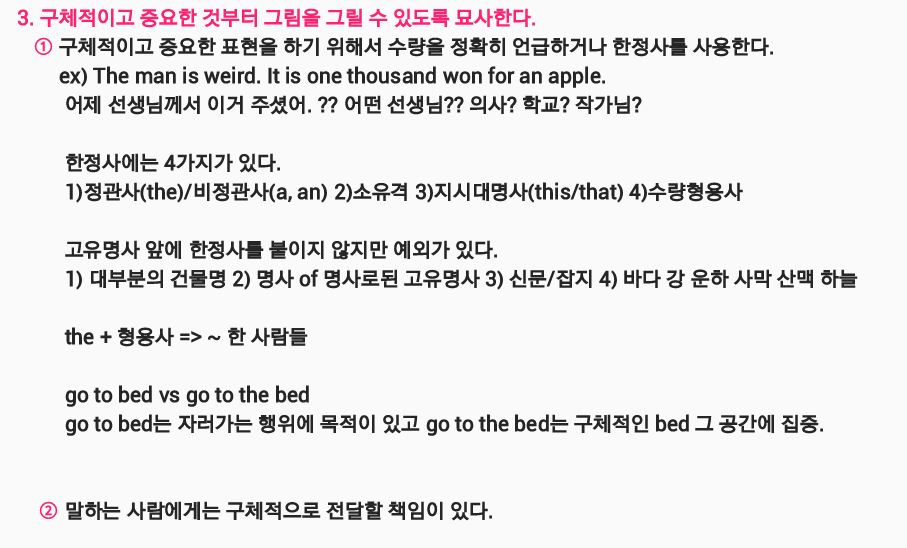 3. 구체적이고 중요한 것부터 그림을 그릴 수 있도록 묘사한다.
① 구체적이고 중요한 표현을 하기 위해서 수량을 정확히 언급하거나 한정사를 사용한다.
ex) The man is weird. It is one thousand won for an apple.
어제 선생님께서 이거 주셨어. ?? 어떤 선생님?? 의사? 학교? 작가님?
한정사에는 4가지가 있다.
1)정관사(the)/비정관사(a, an) 2)소유격 3)지시대명사(this/that) 4)수량형용사
고유명사 앞에 한정사를 붙이지 않지만 예외가 있다.
1) 대부분의 건물명 2) 명사 of 명사로된 고유명사 3) 신문/잡지 4) 바다 강 운하 사막 산맥 하늘
the + 형용사 => ~ 한 사람들
go to bed vs go to the bed
go to bed는 자러가는 행위에 목적이 있고 go to the bed는 구체적인 bed 그 공간에 집중.
② 말하는 사람에게는 구체적으로 전달할 책임이 있다.